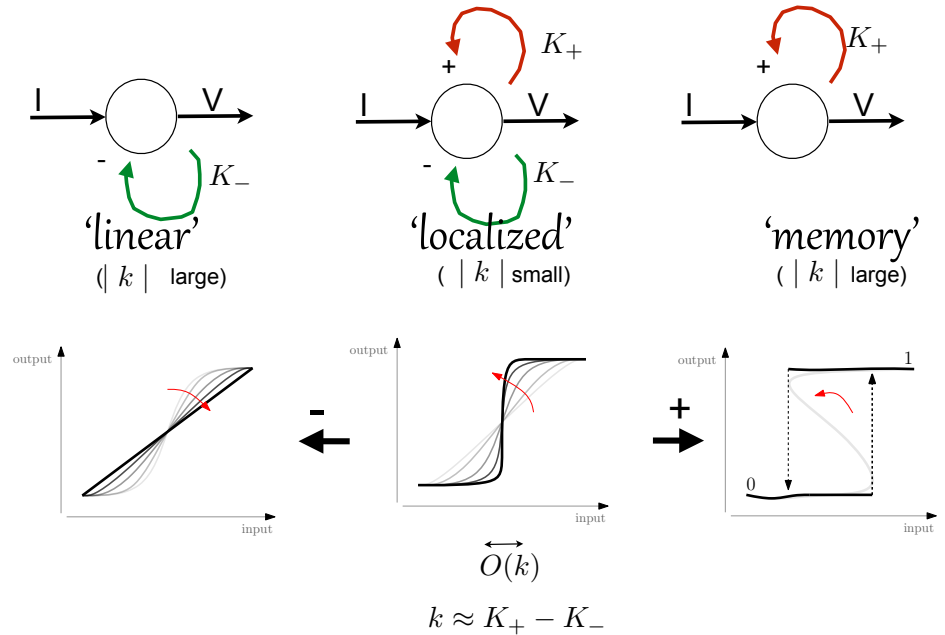 K₊ K₊
+ +
I V I V I V
- K₋ - K₋
‘linear’ ‘localized’ ‘memory’
(| k | large) ( | k | small) ( | k | large)
output output output
1
- +
0
input input input
O(k)
k ≈ K₊ − K₋